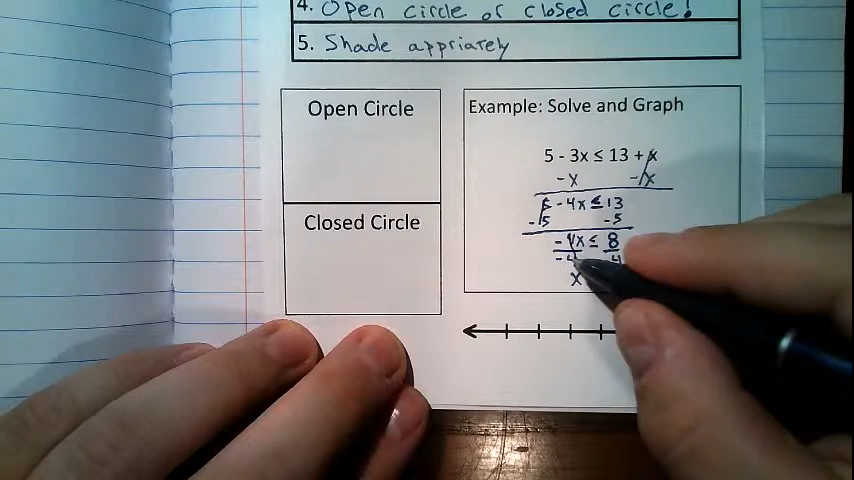 4. Open circle or closed circle!
5. Shade appriately
Open Circle
Closed Circle
Example: Solve and Graph
5 - 3x ≤ 13 + x
-x -x
5 - 4x ≤ 13
-5 -5
-4x ≤ 8
-4 4
x